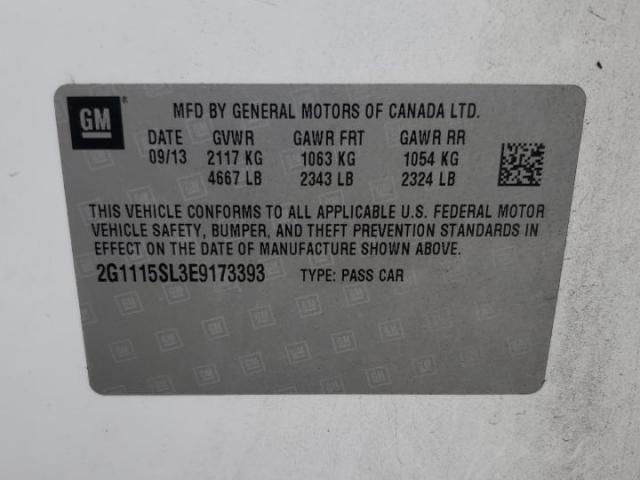 GM®
MFD BY GENERAL MOTORS OF CANADA LTD.
DATE GVWR GAWR FRT GAWR RR
09/13 2117 KG 1063 KG 1054 KG
4667 LB 2343 LB 2324 LB
THIS VEHICLE CONFORMS TO ALL APPLICABLE U.S. FEDERAL MOTOR
VEHICLE SAFETY, BUMPER, AND THEFT PREVENTION STANDARDS IN
EFFECT ON THE DATE OF MANUFACTURE SHOWN ABOVE.
2G1115SL3E9173393 TYPE: PASS CAR